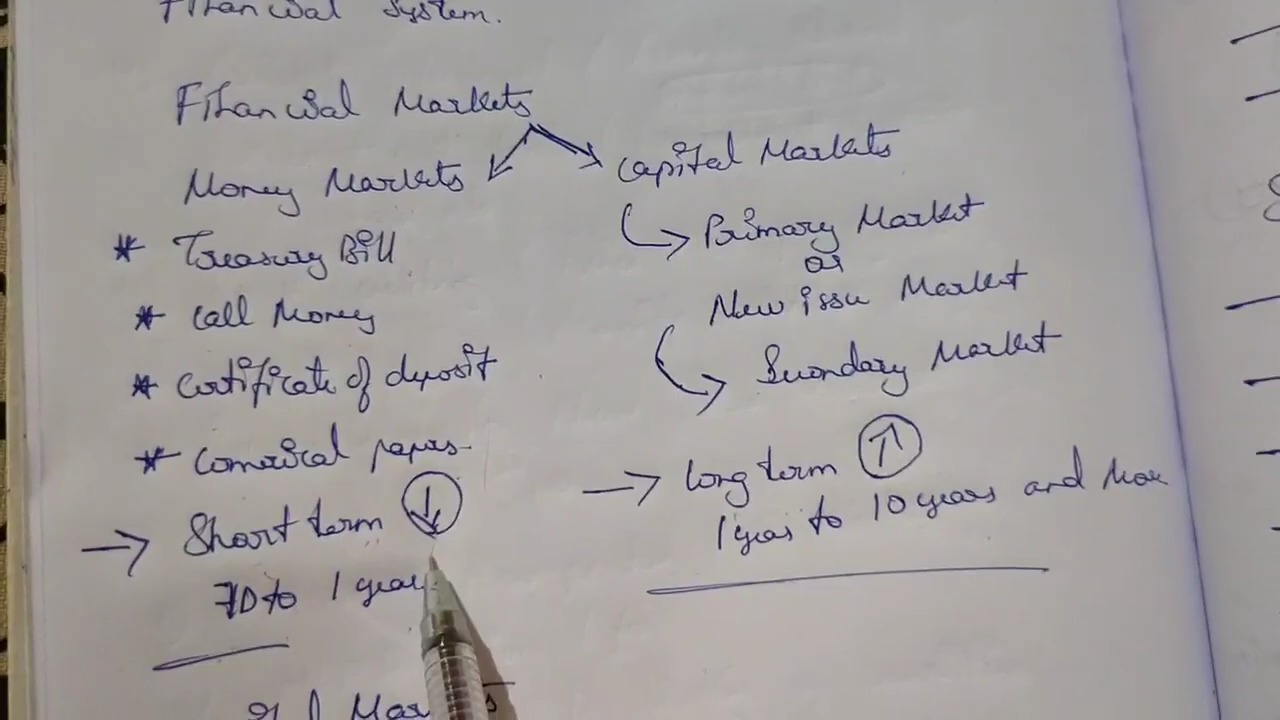 Financial System.
Financial Markets
Money Markets
* Treasury Bill
* Call Money
* Certificate of deposit
* Comerical papers
→ Short term ↓
7D to 1 year
Capital Markets
→ Primary Market
or
New issu Market
→ Secondary Market
→ long term ↑
1 year to 10 years and More